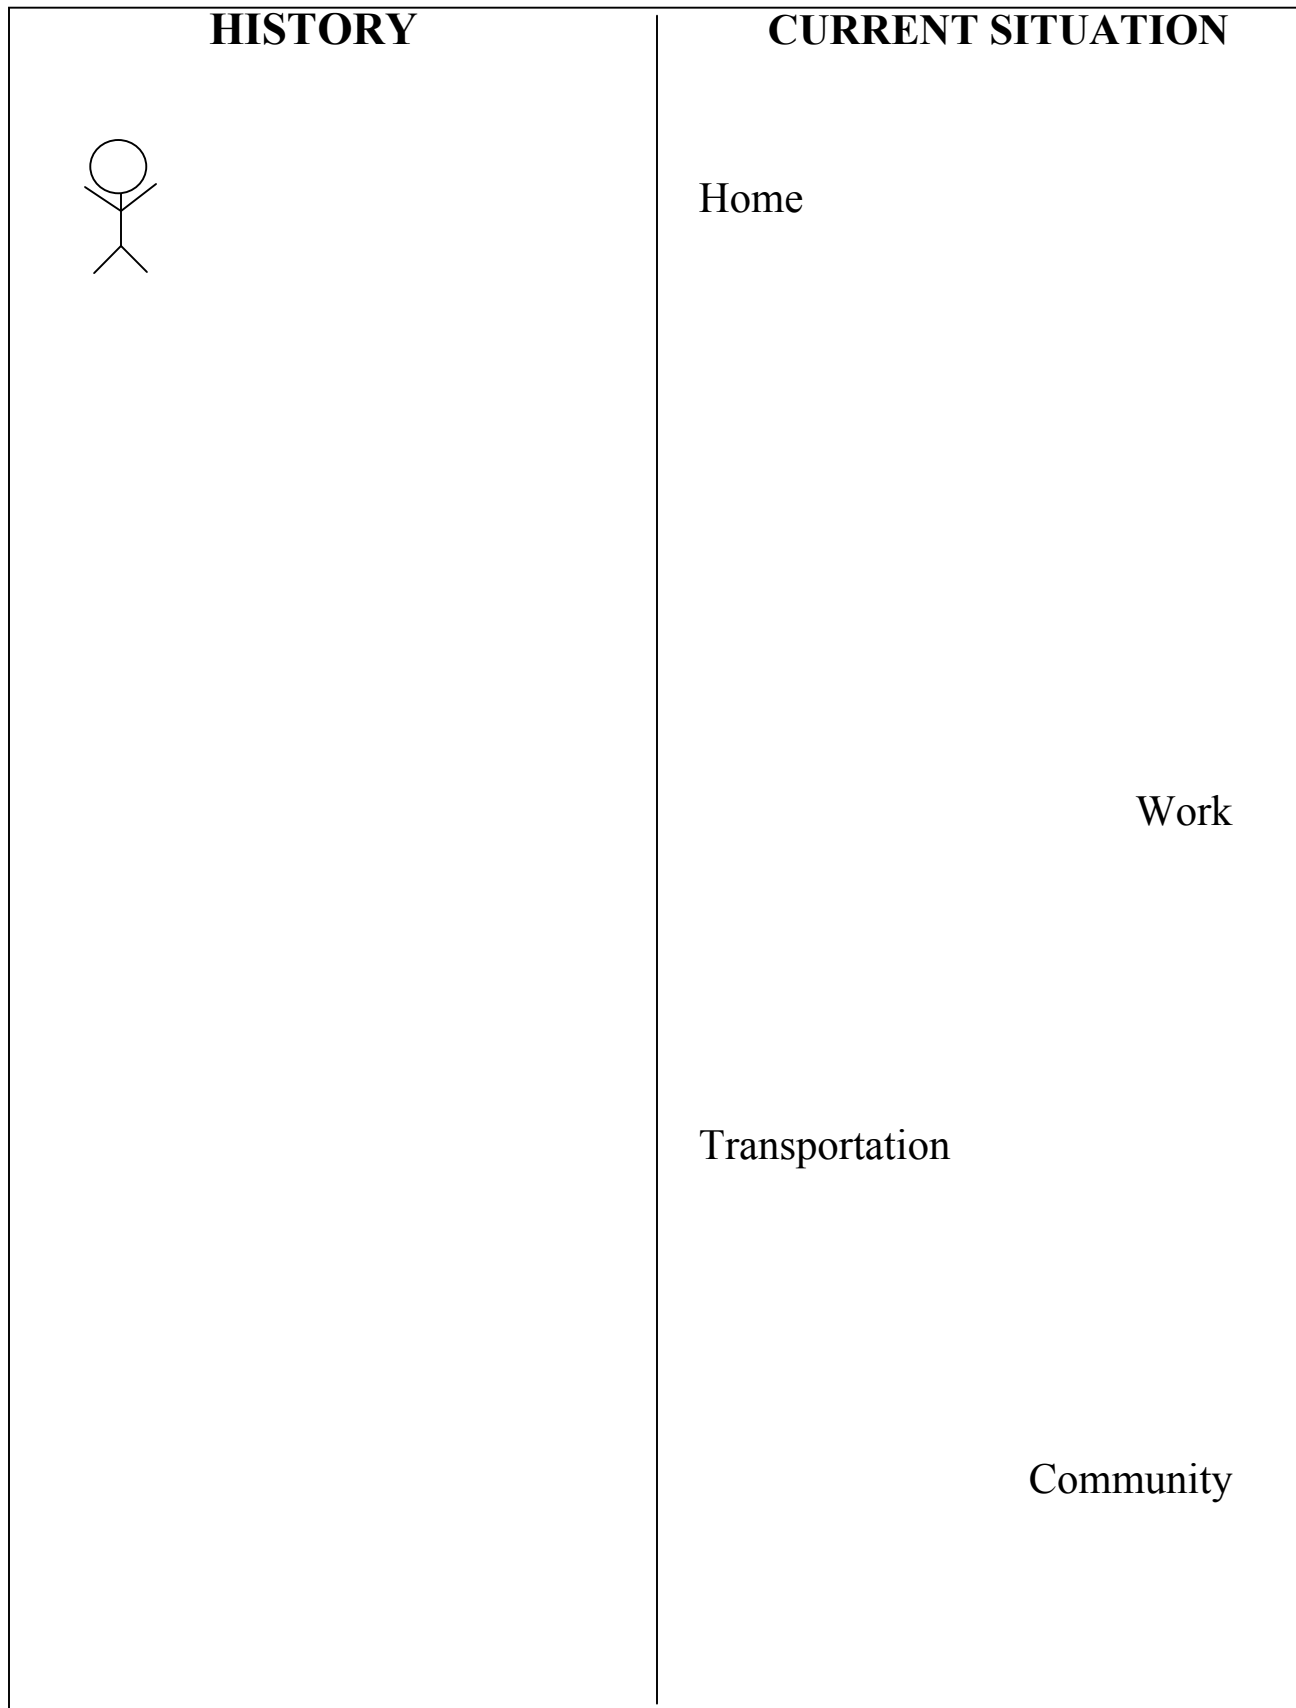 HISTORY
CURRENT SITUATION
Home
Work
Transportation
Community